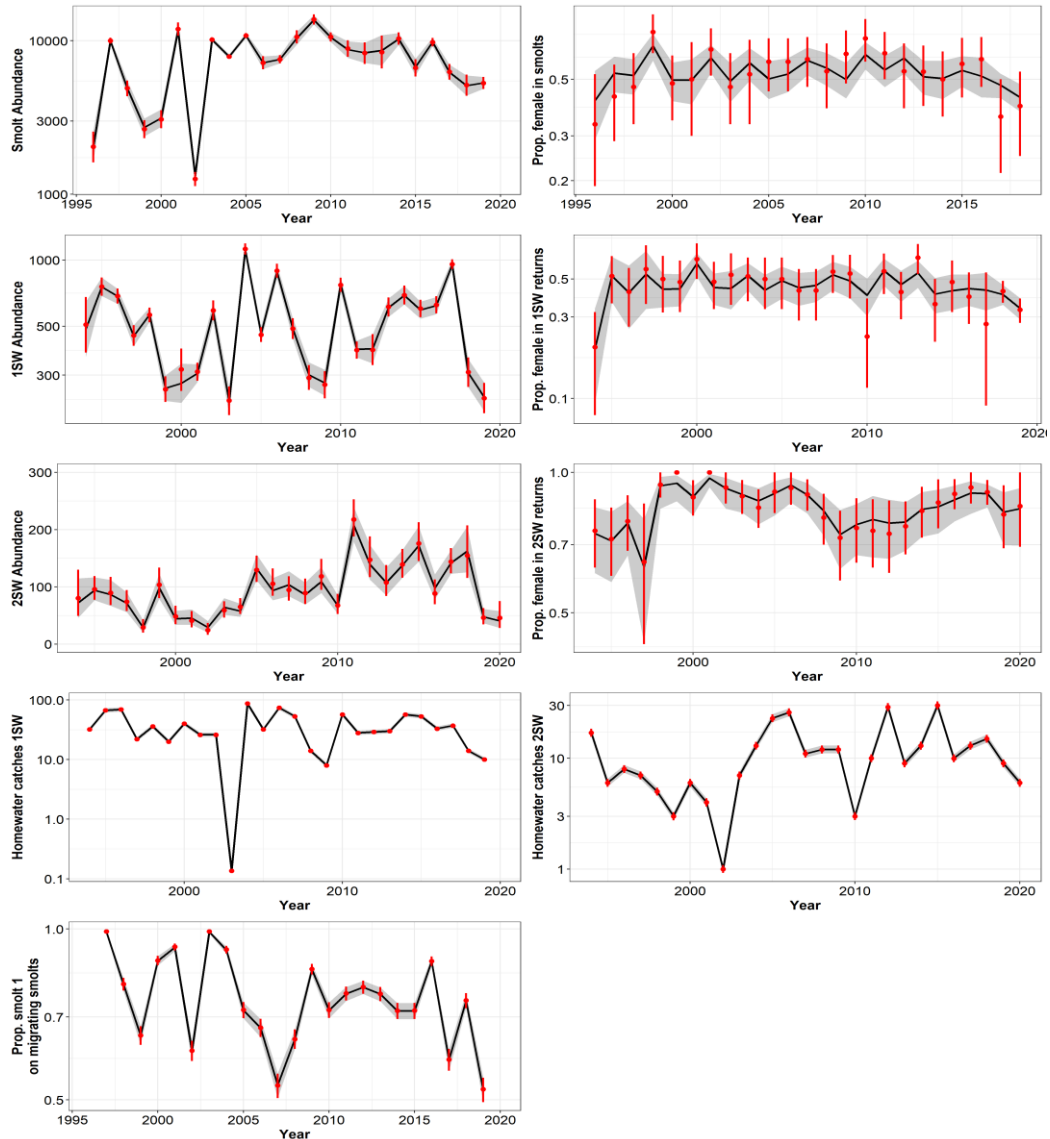 Smolt Abundance
10000
3000
1000
1995 2000 2005 2010 2015 2020
Year
Prop. female in smolts
0.5
0.3
0.2
1995 2000 2005 2010 2015
Year
1SW Abundance
1000
500
300
2000 2010 2020
Year
Prop. female in 1SW returns
0.5
0.3
0.1
2000 2010 2020
Year
2SW Abundance
300
200
100
0
2000 2010 2020
Year
Prop. female in 2SW returns
1.0
0.7
0.5
2000 2010 2020
Year
Homewater catches 1SW
100.0
10.0
1.0
0.1
2000 2010 2020
Year
Homewater catches 2SW
30
10
3
1
2000 2010 2020
Year
Prop. smolt 1
on migrating smolts
1.0
0.7
0.5
1995 2000 2005 2010 2015 2020
Year